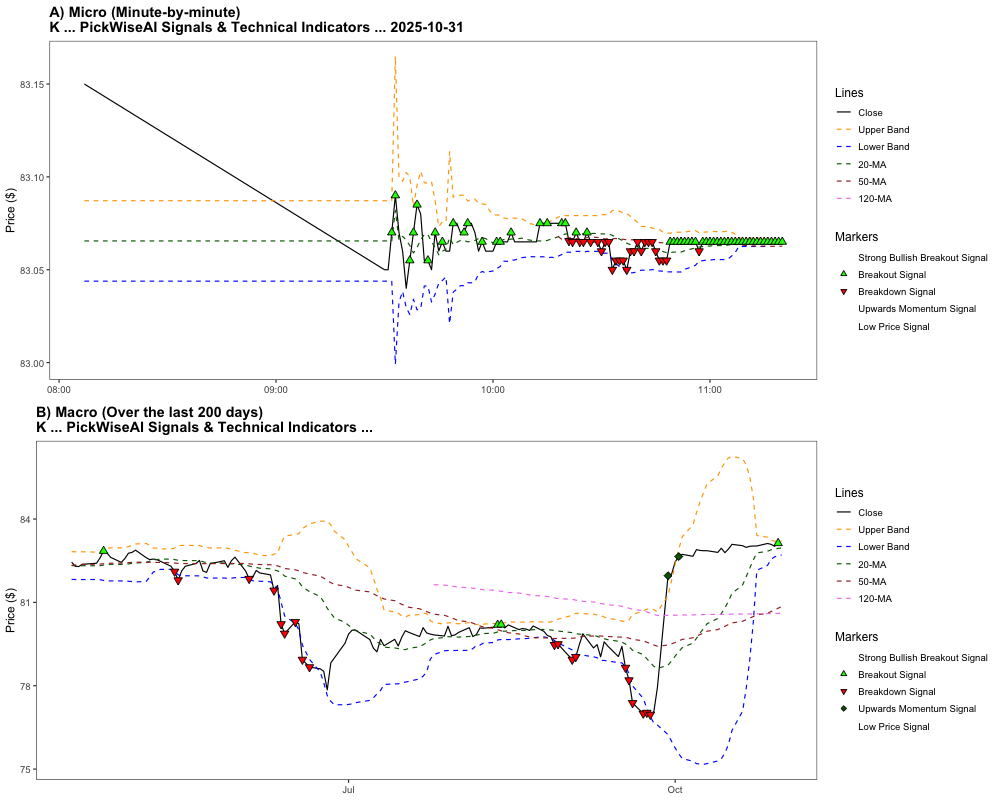 A) Micro (Minute-by-minute)
K ... PickWiseAI Signals & Technical Indicators ... 2025-10-31
Price ($)
83.15
83.10
83.05
83.00
08:00 09:00 10:00 11:00
Lines
Close
Upper Band
Lower Band
20-MA
50-MA
120-MA
Markers
Strong Bullish Breakout Signal
Breakout Signal
Breakdown Signal
Upwards Momentum Signal
Low Price Signal
B) Macro (Over the last 200 days)
K ... PickWiseAI Signals & Technical Indicators ...
Price ($)
84
81
78
75
Jul Oct
Lines
Close
Upper Band
Lower Band
20-MA
50-MA
120-MA
Markers
Strong Bullish Breakout Signal
Breakout Signal
Breakdown Signal
Upwards Momentum Signal
Low Price Signal